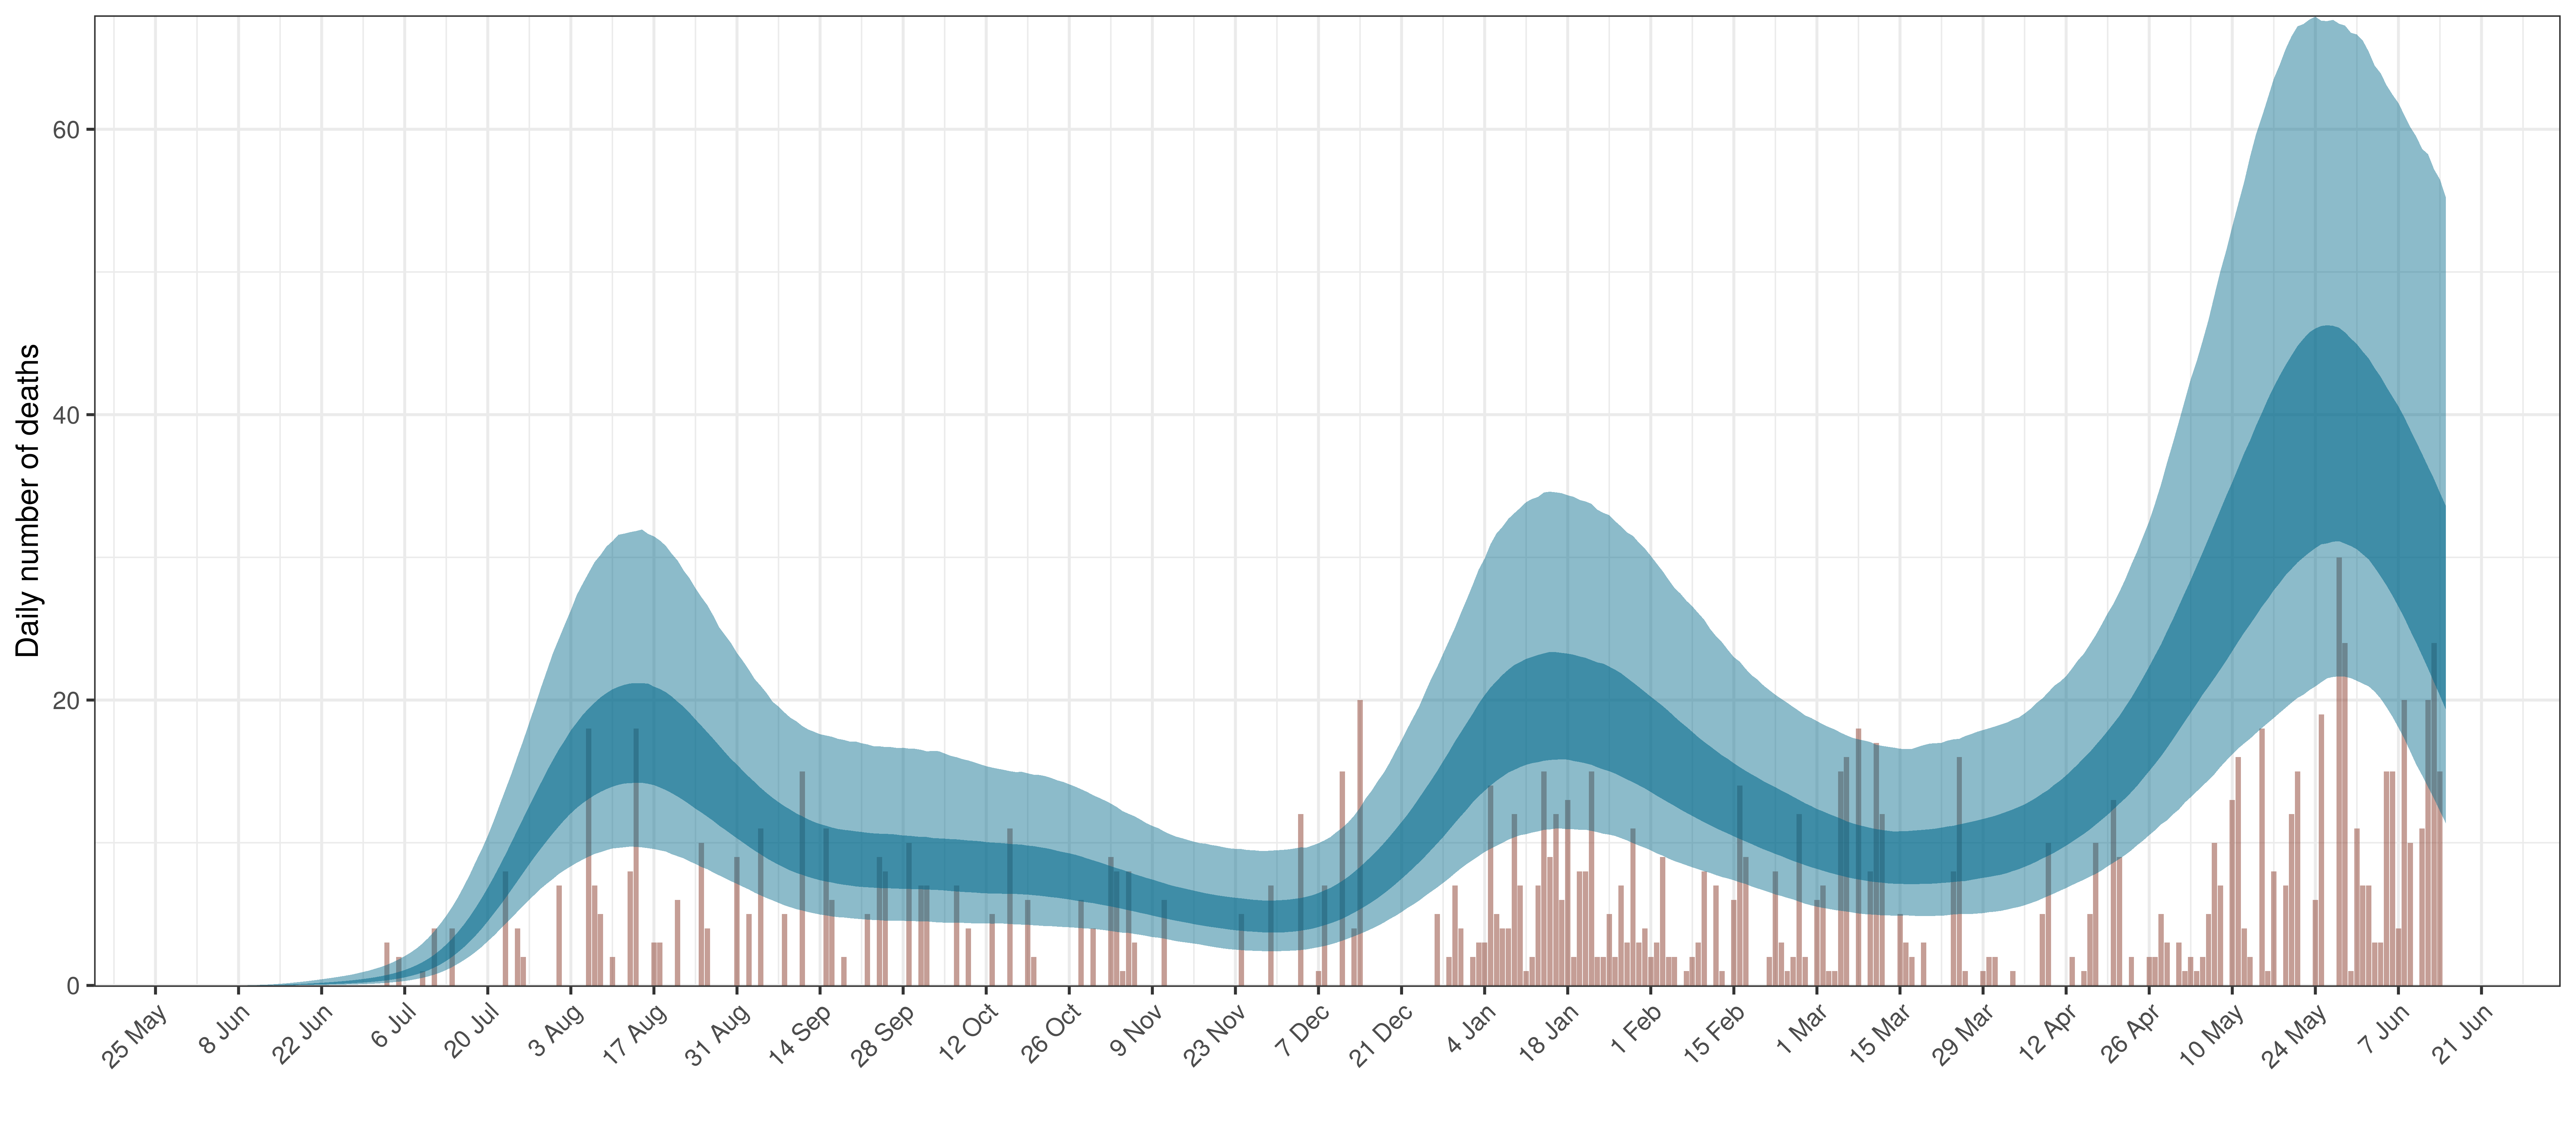 Daily number of deaths
60
40
20
0
25 May
8 Jun
22 Jun
6 Jul
20 Jul
3 Aug
17 Aug
31 Aug
14 Sep
28 Sep
12 Oct
26 Oct
9 Nov
23 Nov
7 Dec
21 Dec
4 Jan
18 Jan
1 Feb
15 Feb
1 Mar
15 Mar
29 Mar
12 Apr
26 Apr
10 May
24 May
7 Jun
21 Jun